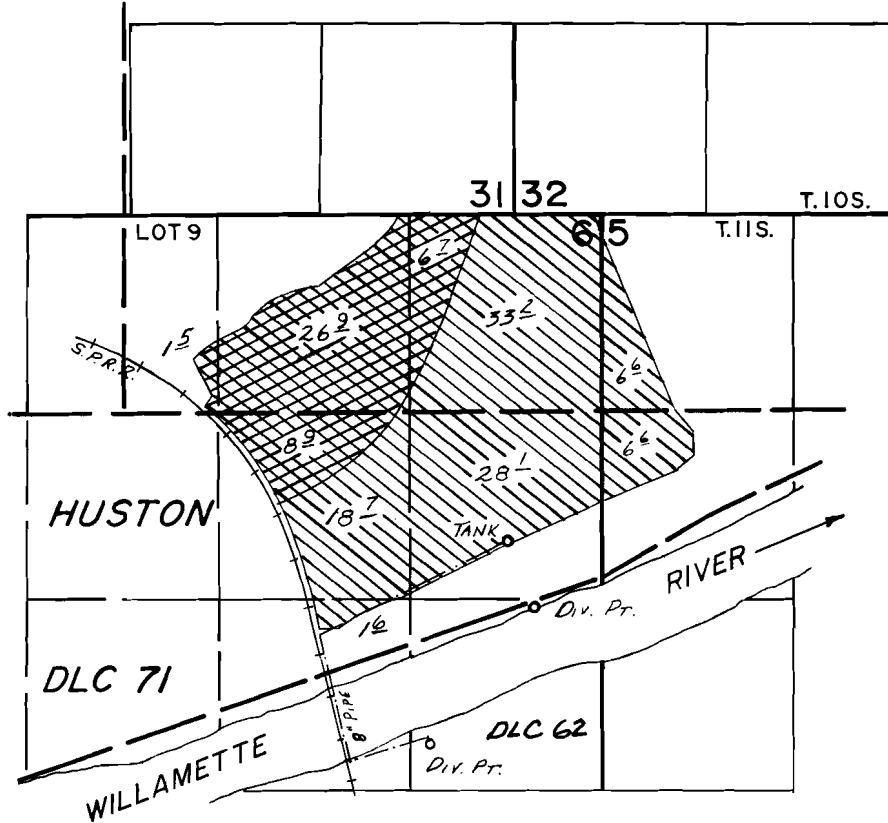 31 32
T.10S.
LOT 9
6 5
T.11S.
6 7
33 2
26 9
1 5
S.P.R.R.
6 6
8 9
6 6
28 1
18 7
HUSTON
TANK
RIVER
DIV. PT.
1 6
DLC 71
8" PIPE
DLC 62
WILLAMETTE
DIV. PT.